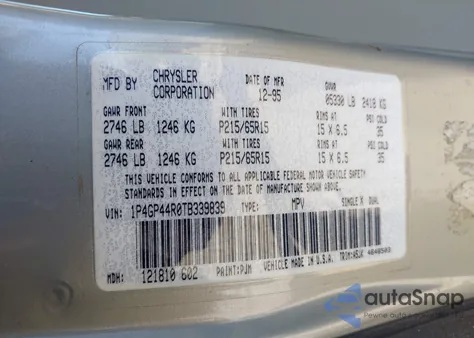 MFD BY CHRYSLER CORPORATION DATE OF MFR 12-95 GVWR 05330 LB 2418 KG
GAWR FRONT WITH TIRES RIMS AT PSI COLD
2746 LB 1246 KG P215/65R15 15 X 6.5 35
GAWR REAR WITH TIRES RIMS AT PSI COLD
2746 LB 1246 KG P215/65R15 15 X 6.5 35
THIS VEHICLE CONFORMS TO ALL APPLICABLE FEDERAL MOTOR VEHICLE SAFETY
STANDARDS IN EFFECT ON THE DATE OF MANUFACTURE SHOWN ABOVE.
VIN: 1P4GP44R0TB339839 TYPE: MPV SINGLE X DUAL
MDH: 121810 602 PAINT: VEHICLE MADE IN U.S.A. TRIM:
autoSnap